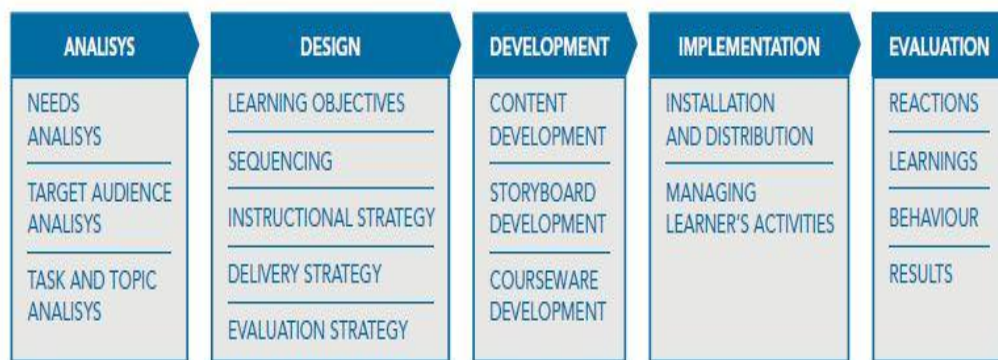 ANALISYS
NEEDS
ANALISYS
TARGET AUDIENCE
ANALISYS
TASK AND TOPIC
ANALISYS
DESIGN
LEARNING OBJECTIVES
SEQUENCING
INSTRUCTIONAL STRATEGY
DELIVERY STRATEGY
EVALUATION STRATEGY
DEVELOPMENT
CONTENT
DEVELOPMENT
STORYBOARD
DEVELOPMENT
COURSEWARE
DEVELOPMENT
IMPLEMENTATION
INSTALLATION
AND DISTRIBUTION
MANAGING
LEARNER'S ACTIVITIES
EVALUATION
REACTIONS
LEARNINGS
BEHAVIOUR
RESULTS